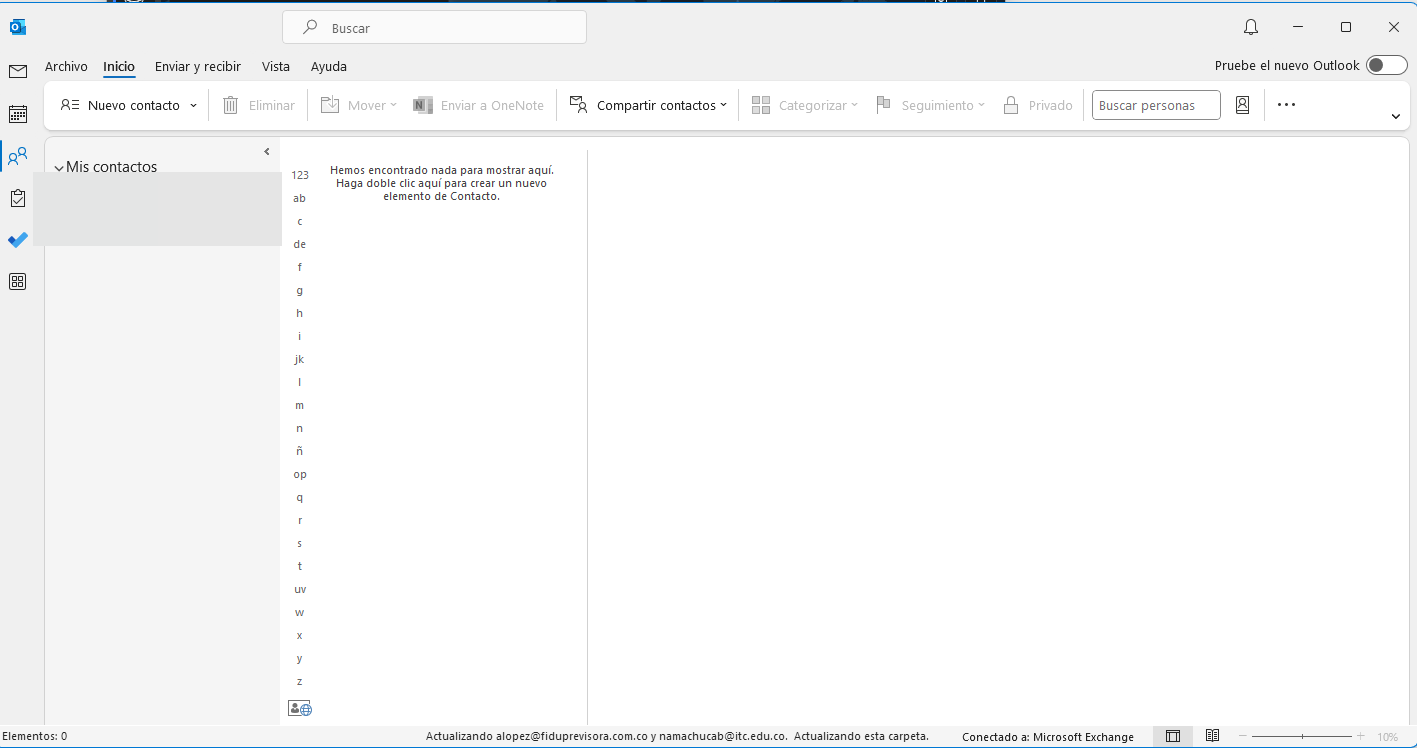 Buscar
Archivo Inicio Enviar y recibir Vista Ayuda
Pruebe el nuevo Outlook
Nuevo contacto Eliminar Mover Enviar a OneNote Compartir contactos Categorizar Seguimiento Privado Buscar personas
Mis contactos
Hemos encontrado nada para mostrar aquí.
Haga doble clic aquí para crear un nuevo
elemento de Contacto.
123
ab
c
de
f
g
h
i
jk
l
m
n
ñ
op
q
r
s
t
uv
w
x
y
z
Elementos: 0
Actualizando alopez@fiduprevisora.com.co y namachucab@itc.edu.co. Actualizando esta carpeta.
Conectado a: Microsoft Exchange
10%